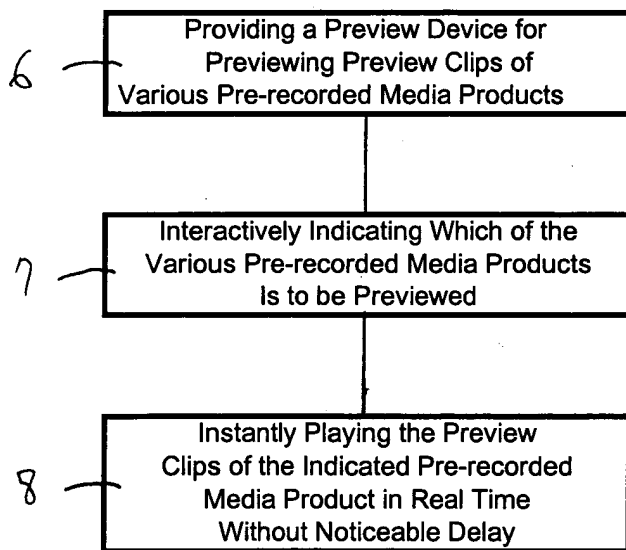 Providing a Preview Device for
6
Previewing Preview Clips of
Various Pre-recorded Media Products
Interactively Indicating Which of the
7
Various Pre-recorded Media Products
Is to be Previewed
Instantly Playing the Preview
Clips of the Indicated Pre-recorded
8
Media Product in Real Time
Without Noticeable Delay